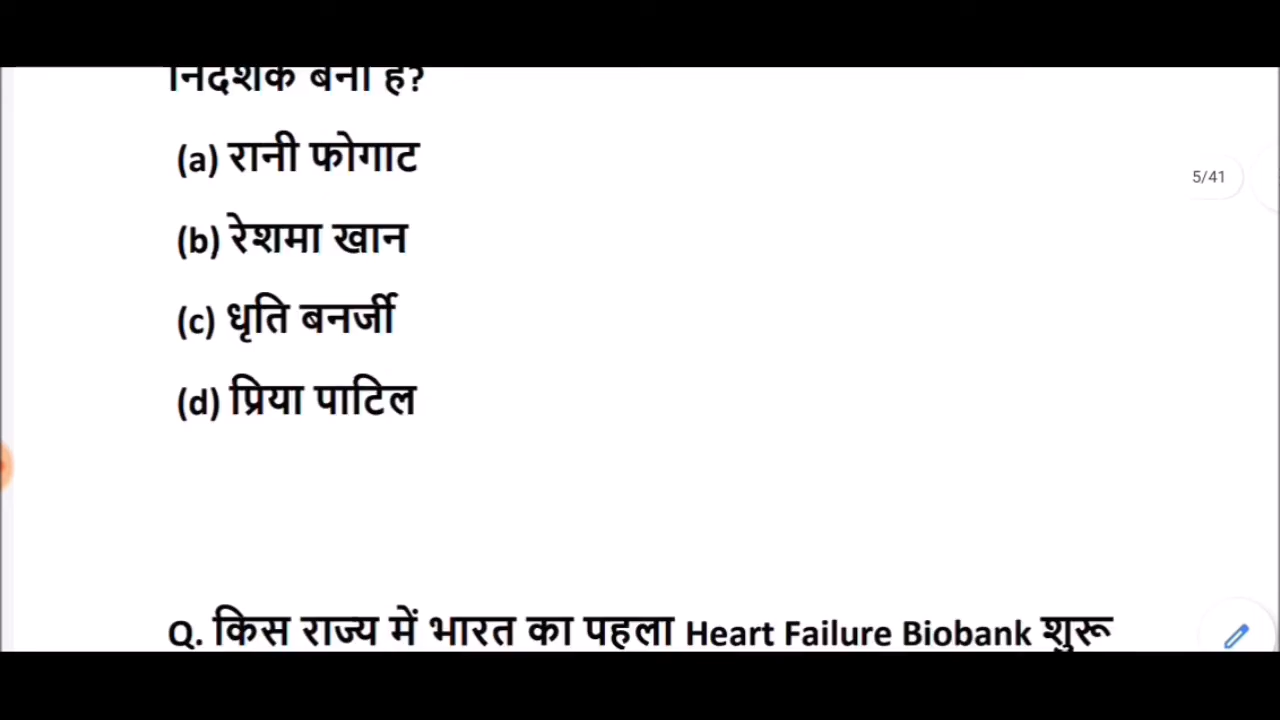 निदेशक बनी है?
(a) रानी फोगाट
5/41
(b) रेशमा खान
(c) धृति बनर्जी
(d) प्रिया पाटिल
Q. किस राज्य में भारत का पहला Heart Failure Biobank शुरू